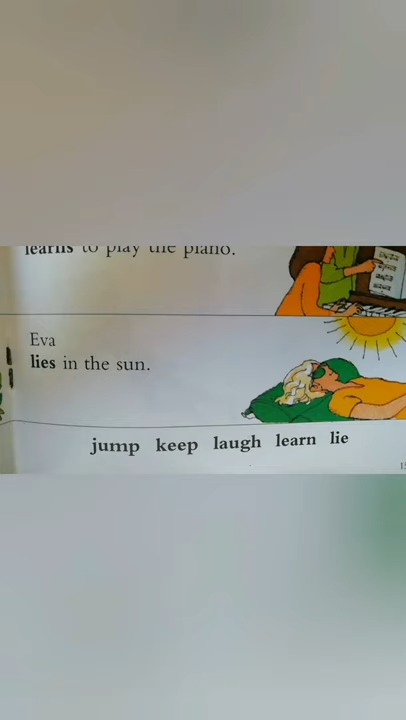 learns to play the piano.
Eva
lies in the sun.
jump keep laugh learn lie